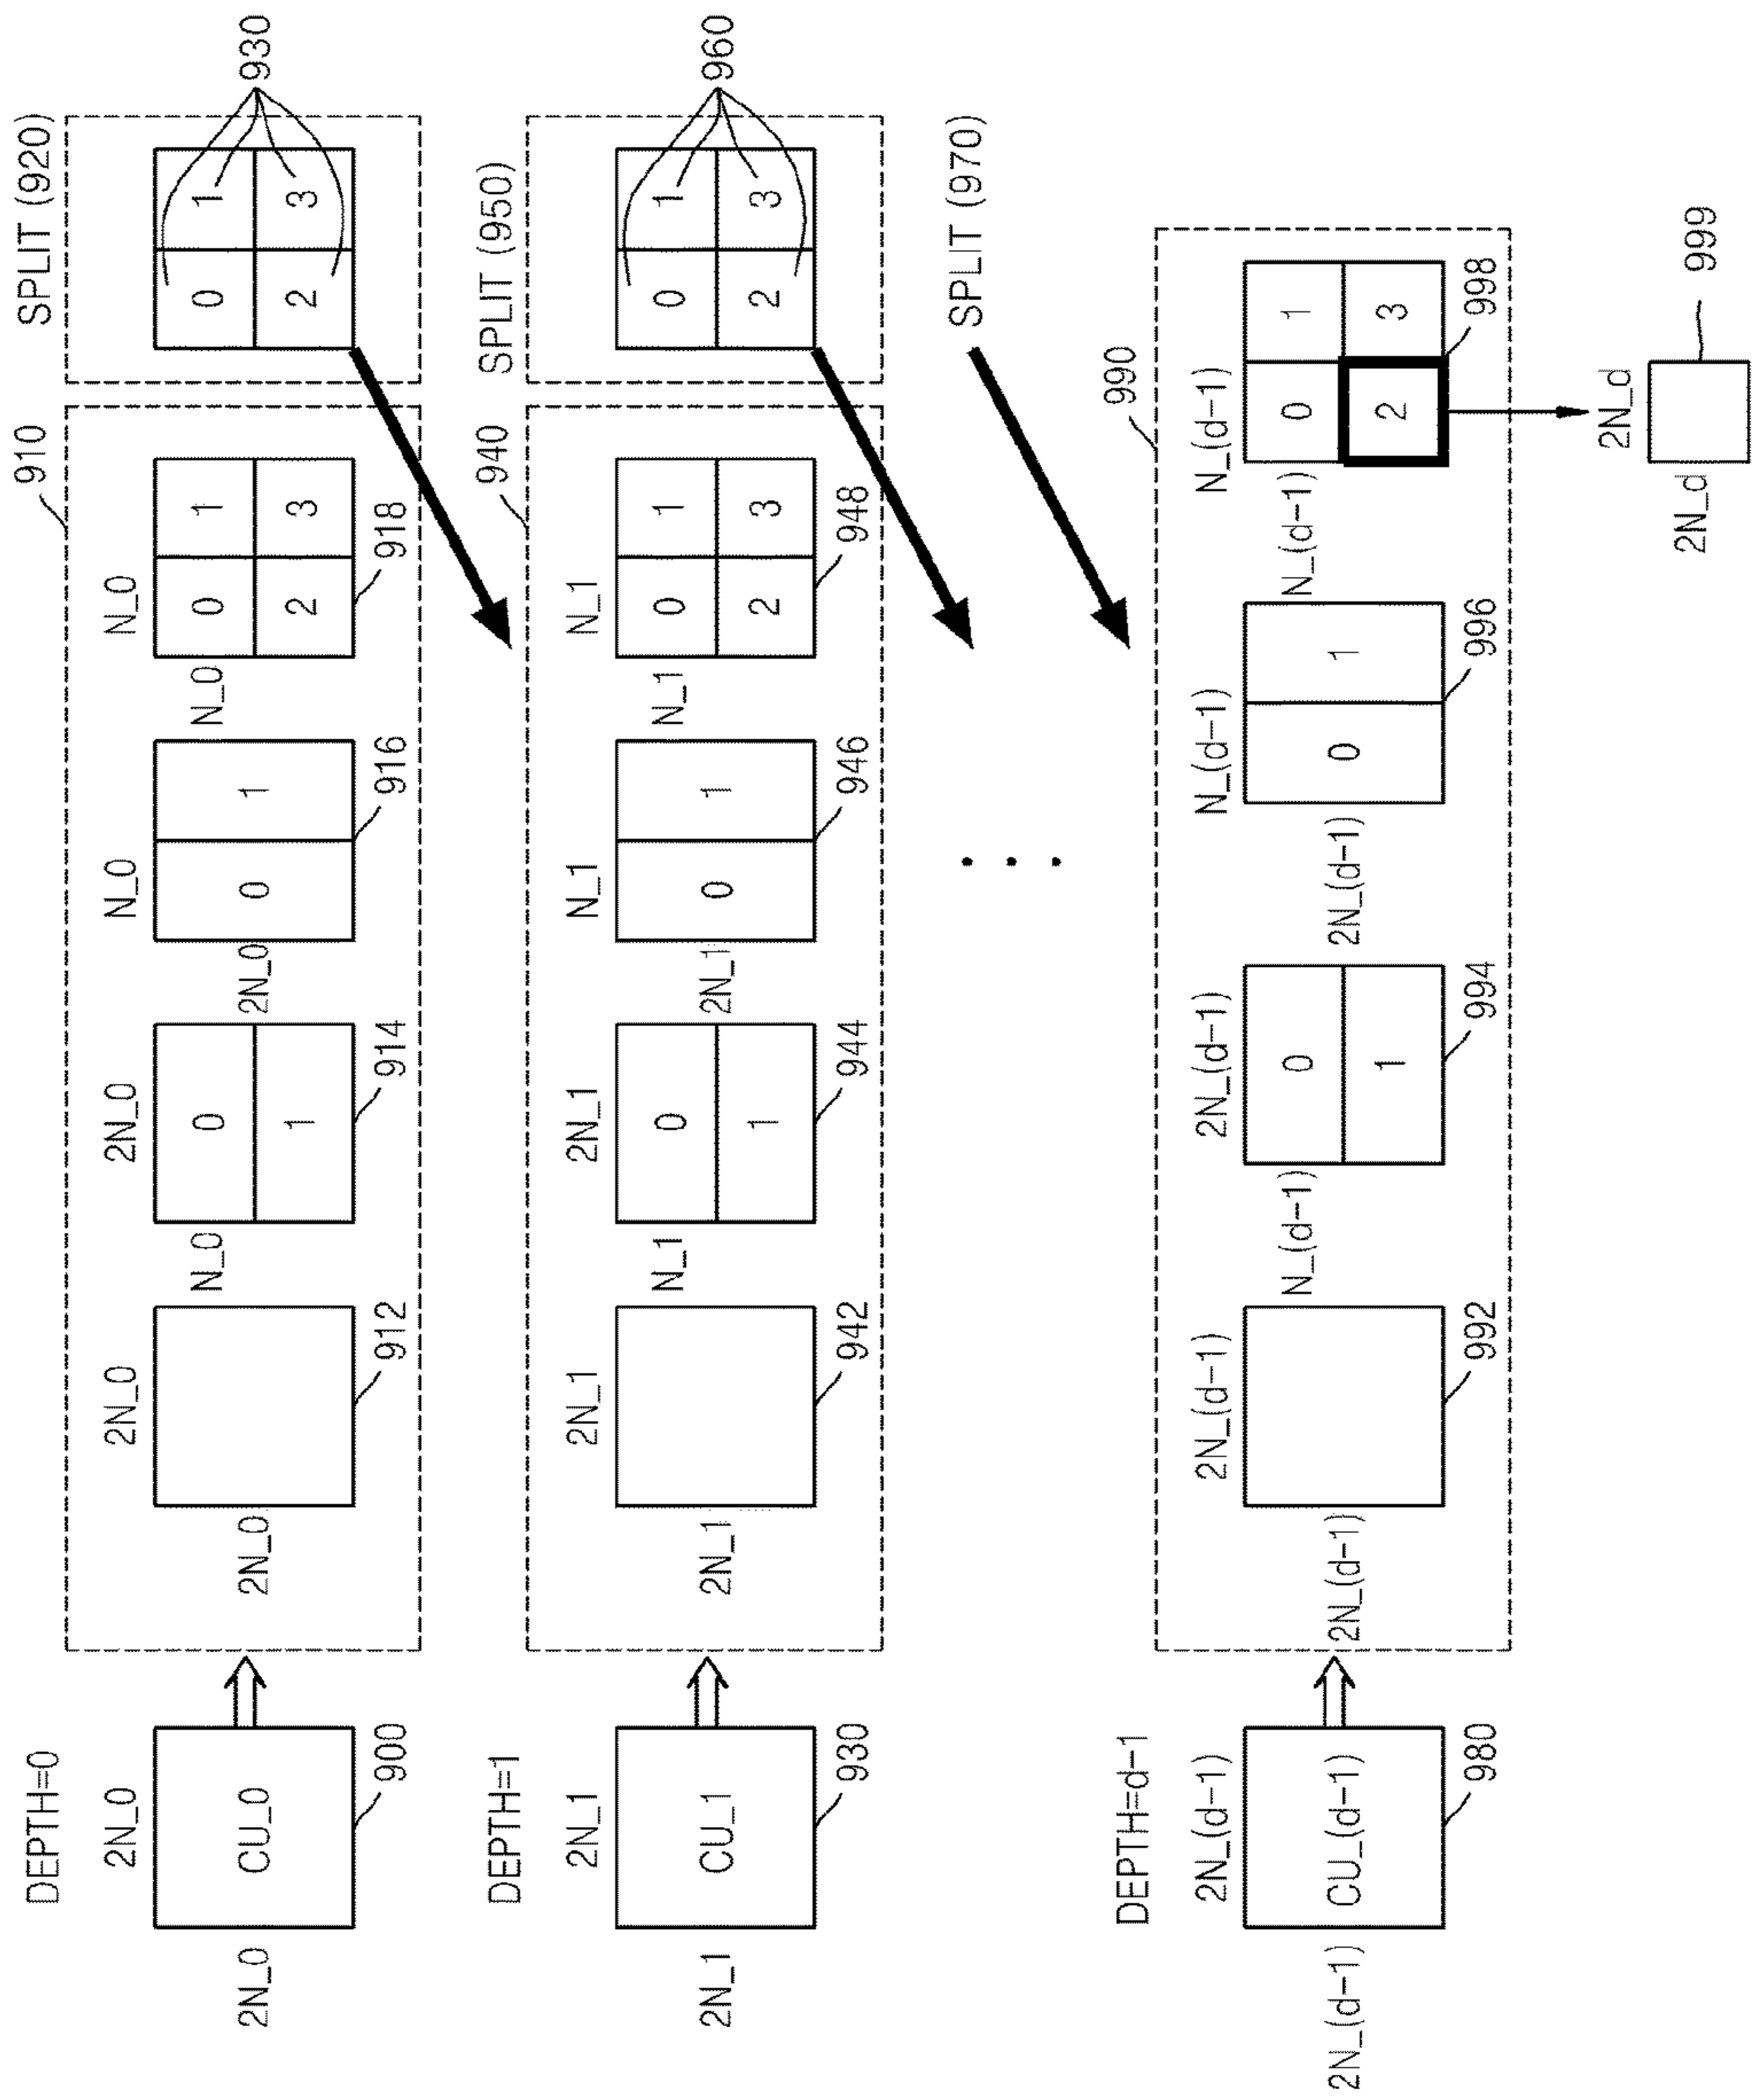 DEPTH=0
2N_0
2N_0
CU_0
900
910
2N_0
2N_0
912
2N_0
N_0
0
1
914
N_0
2N_0
0
1
916
N_0
N_0
0
1
2
3
918
SPLIT (920)
0
1
2
3
930
DEPTH=1
2N_1
2N_1
CU_1
930
940
2N_1
2N_1
942
2N_1
N_1
0
1
944
N_1
2N_1
0
1
946
N_1
N_1
0
1
2
3
948
SPLIT (950)
0
1
2
3
960
SPLIT (970)
DEPTH=d-1
2N_(d-1)
2N_(d-1)
CU_(d-1)
980
990
2N_(d-1)
2N_(d-1)
992
2N_(d-1)
N_(d-1)
0
1
994
N_(d-1)
2N_(d-1)
0
1
996
N_(d-1)
N_(d-1)
0
1
2
3
998
2N_d
2N_d
999